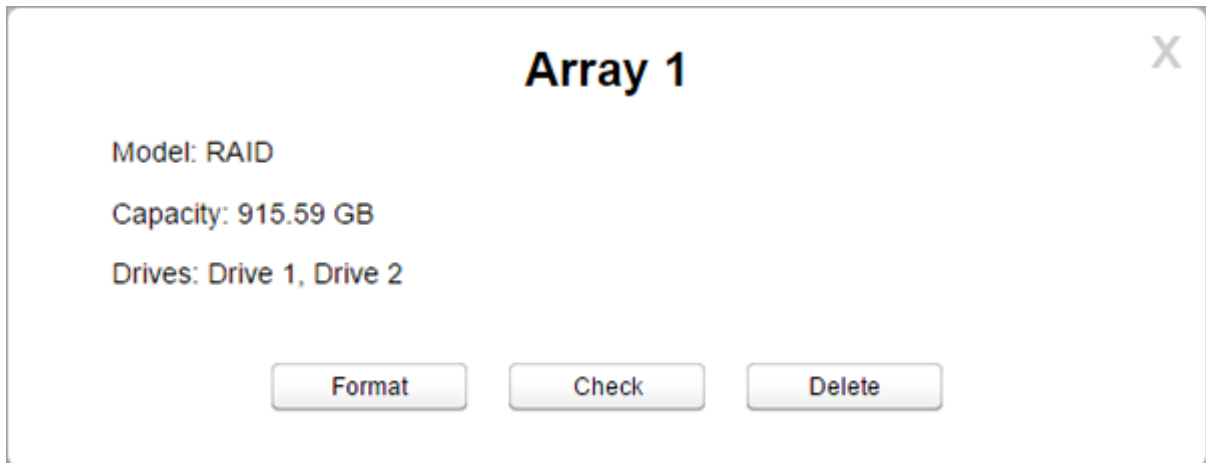 Array 1
X
Model: RAID
Capacity: 915.59 GB
Drives: Drive 1, Drive 2
Format Check Delete